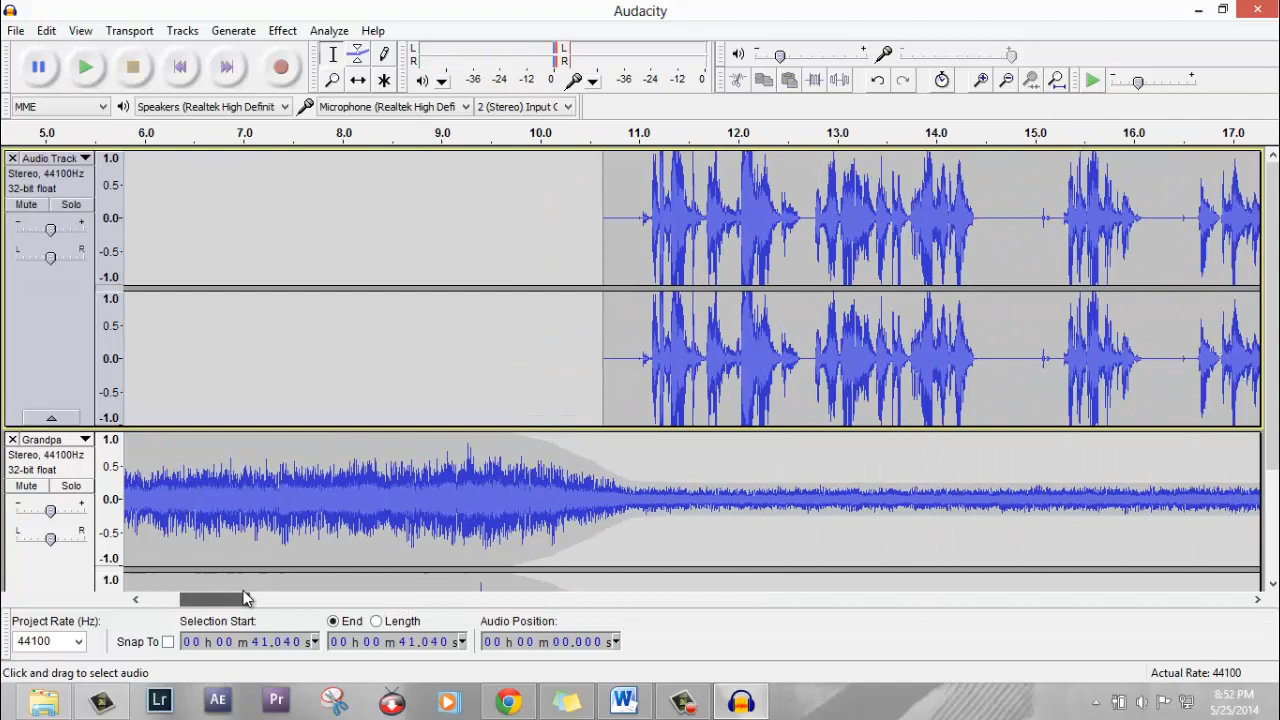 Audacity
File Edit View Transport Tracks Generate Effect Analyze Help
L R -36 -24 -12 0 L R -36 -24 -12 0
MME Speakers (Realtek High Definit Microphone (Realtek High Defi 2 (Stereo) Input C
5.0 6.0 7.0 8.0 9.0 10.0 11.0 12.0 13.0 14.0 15.0 16.0 17.0
Audio Track
Stereo, 44100Hz
32-bit float
Mute Solo
- +
L R
1.0
0.5
0.0
-0.5
-1.0
1.0
0.5
0.0
-0.5
-1.0
Grandpa
Stereo, 44100Hz
32-bit float
Mute Solo
- +
L R
1.0
0.5
0.0
-0.5
-1.0
1.0
Project Rate (Hz): Selection Start: End Length Audio Position:
44100 Snap To 00 h 00 m 41.040 s 00 h 00 m 41.040 s 00 h 00 m 00.000 s
Click and drag to select audio Actual Rate: 44100
Lr AE Pr W
8:52 PM
5/25/2014